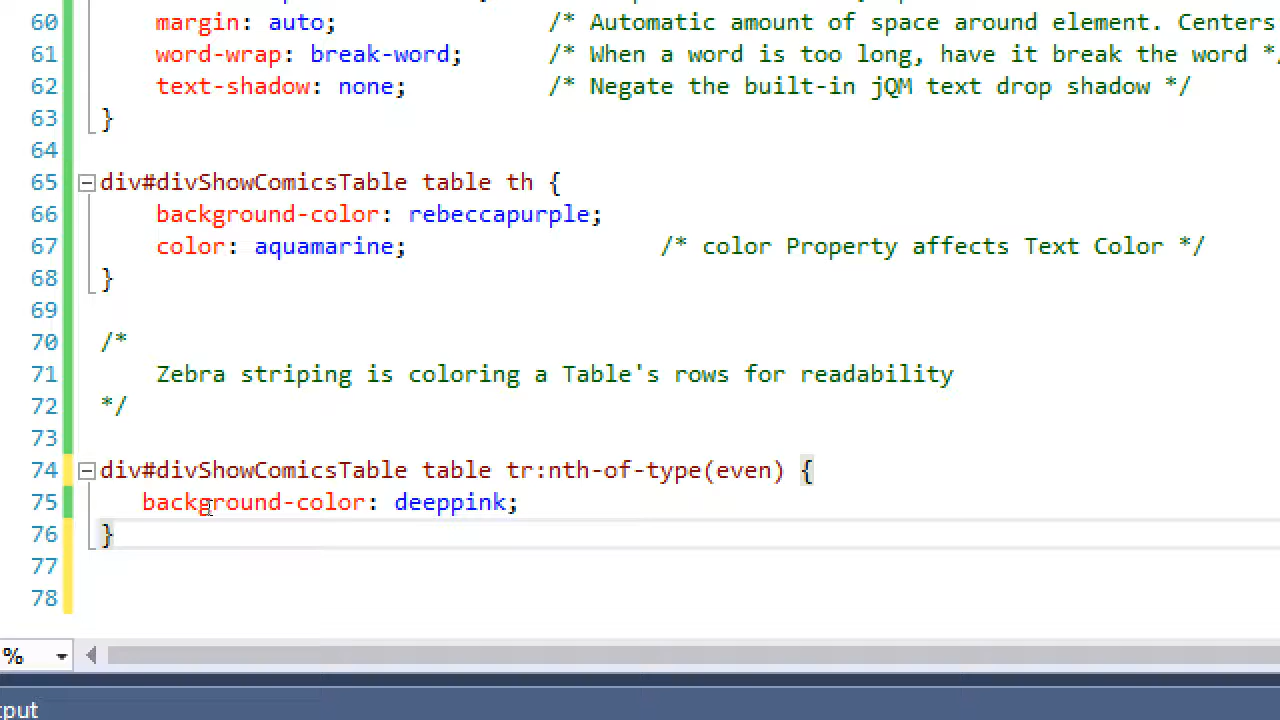 60 margin: auto; /* Automatic amount of space around element. Centers
61 word-wrap: break-word; /* When a word is too long, have it break the word */
62 text-shadow: none; /* Negate the built-in jQM text drop shadow */
63 }
64
65 div#divShowComicsTable table th {
66 background-color: rebeccapurple;
67 color: aquamarine; /* color Property affects Text Color */
68 }
69
70 /*
71 Zebra striping is coloring a Table's rows for readability
72 */
73
74 div#divShowComicsTable table tr:nth-of-type(even) {
75 background-color: deeppink;
76 }
77
78
%
put